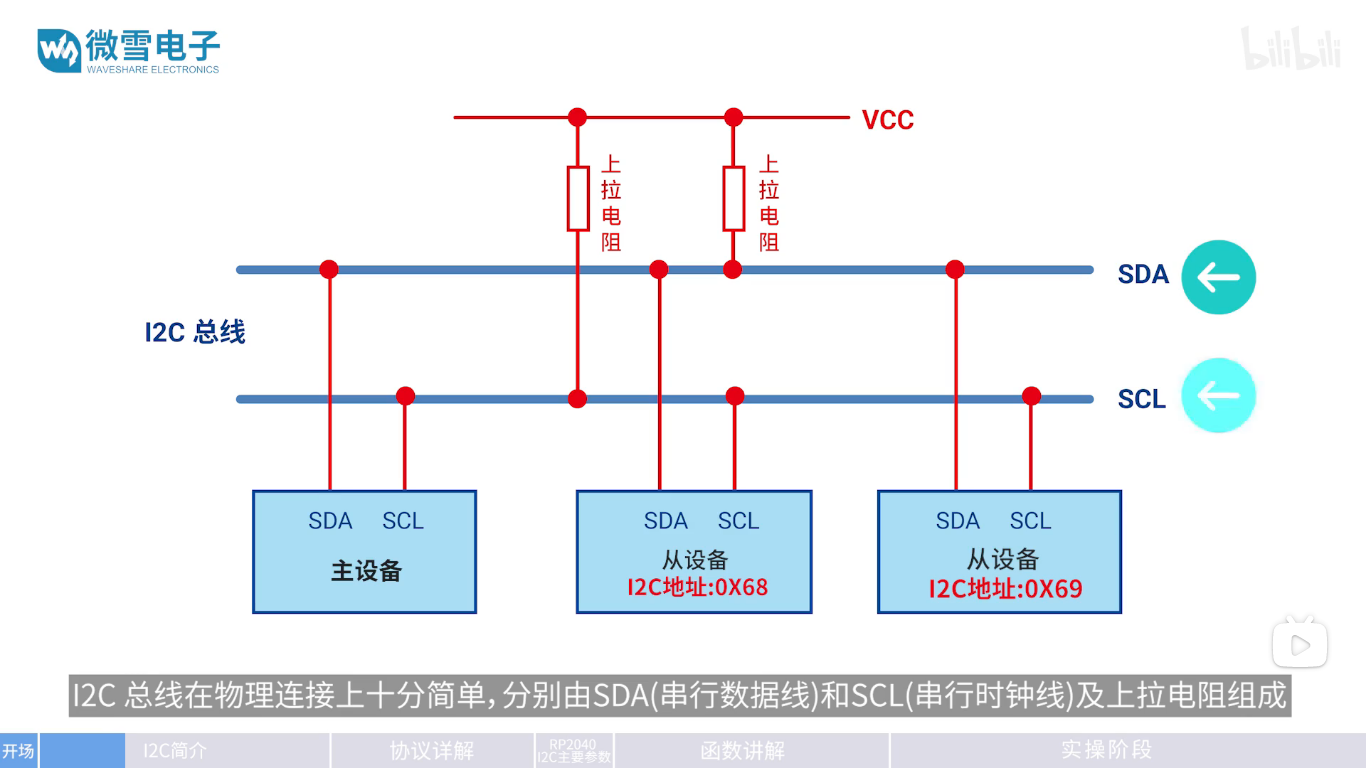 微雪电子
WAVESHARE ELECTRONICS
bilibili
VCC
上拉电阻
上拉电阻
SDA
I2C 总线
SCL
SDA SCL
主设备
SDA SCL
从设备
I2C地址:0X68
SDA SCL
从设备
I2C地址:0X69
I2C 总线在物理连接上十分简单,分别由SDA(串行数据线)和SCL(串行时钟线)及上拉电阻组成
开场
I2C简介
协议详解
RP2040
I2C主要参数
函数讲解
实操阶段